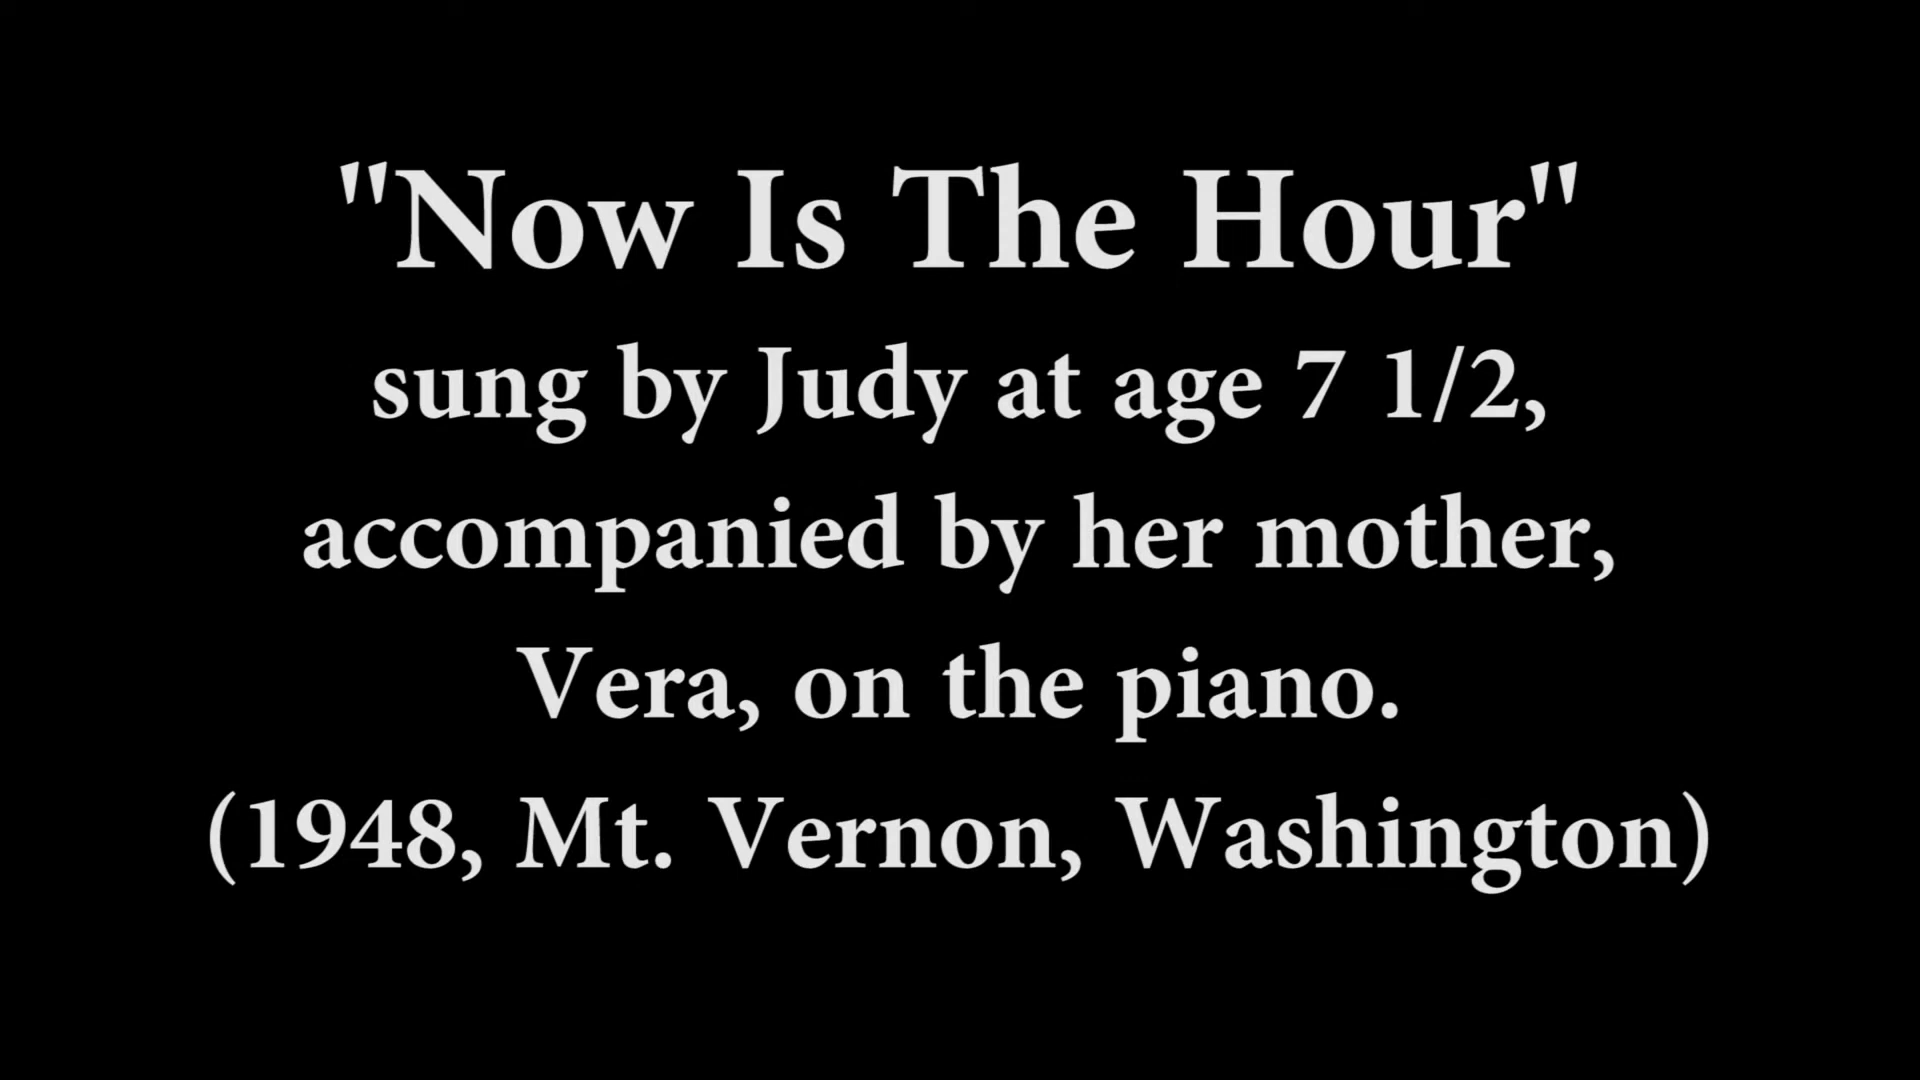 "Now Is The Hour"
sung by Judy at age 7 1/2,
accompanied by her mother,
Vera, on the piano.
(1948, Mt. Vernon, Washington)